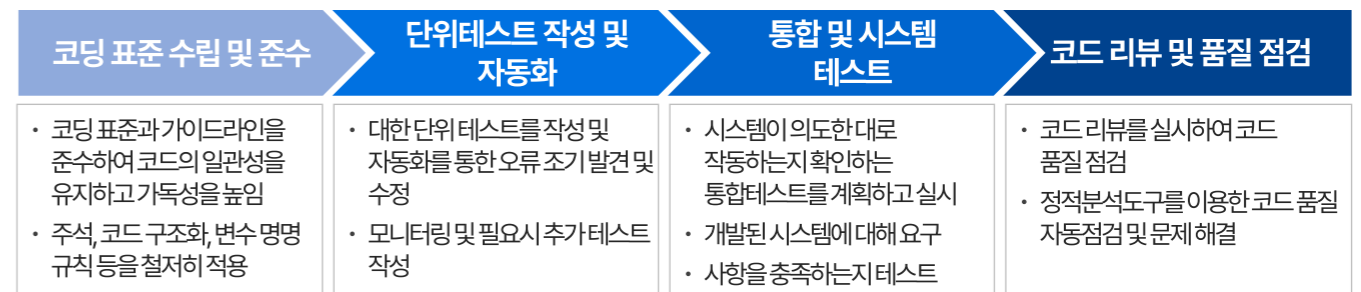 코딩 표준 수립 및 준수
단위테스트 작성 및
자동화
통합 및 시스템
테스트
코드 리뷰 및 품질 점검
• 코딩 표준과 가이드라인을
준수하여 코드의 일관성을
유지하고 가독성을 높임
• 주석, 코드 구조화, 변수 명명
규칙 등을 철저히 적용
• 대한 단위 테스트를 작성 및
자동화를 통한 오류 조기 발견 및
수정
• 모니터링 및 필요시 추가 테스트
작성
• 시스템이 의도한 대로
작동하는지 확인하는
통합테스트를 계획하고 실시
• 개발된 시스템에 대해 요구
• 사항을 충족하는지 테스트
• 코드 리뷰를 실시하여 코드
품질 점검
• 정적분석도구를 이용한 코드 품질
자동점검 및 문제 해결